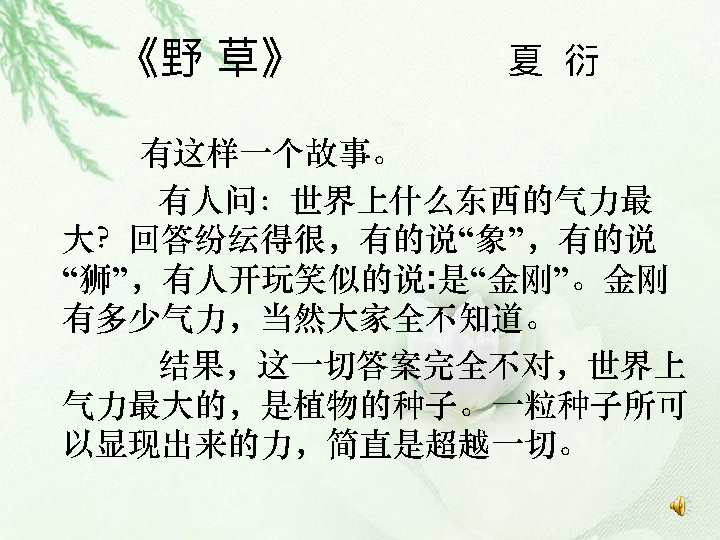 《野 草》 夏 衍
有这样一个故事。
有人问：世界上什么东西的气力最
大？回答纷纭得很，有的说“象”，有的说
“狮”，有人开玩笑似的说:是“金刚”。金刚
有多少气力，当然大家全不知道。
结果，这一切答案完全不对，世界上
气力最大的，是植物的种子。一粒种子所可
以显现出来的力，简直是超越一切。